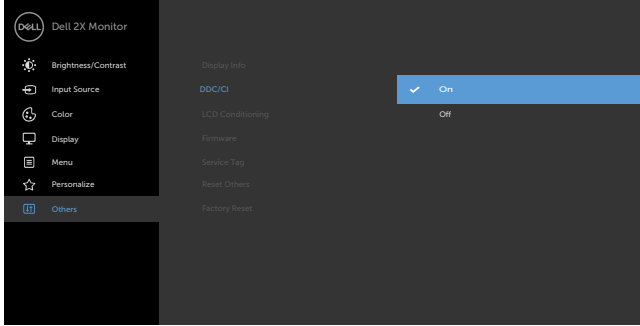 DELL
Dell 2X Monitor
Brightness/Contrast
Input Source
Color
Display
Menu
Personalize
Others
Display Info
DDC/CI
LCD Conditioning
Firmware
Service Tag
Reset Others
Factory Reset
On
Off